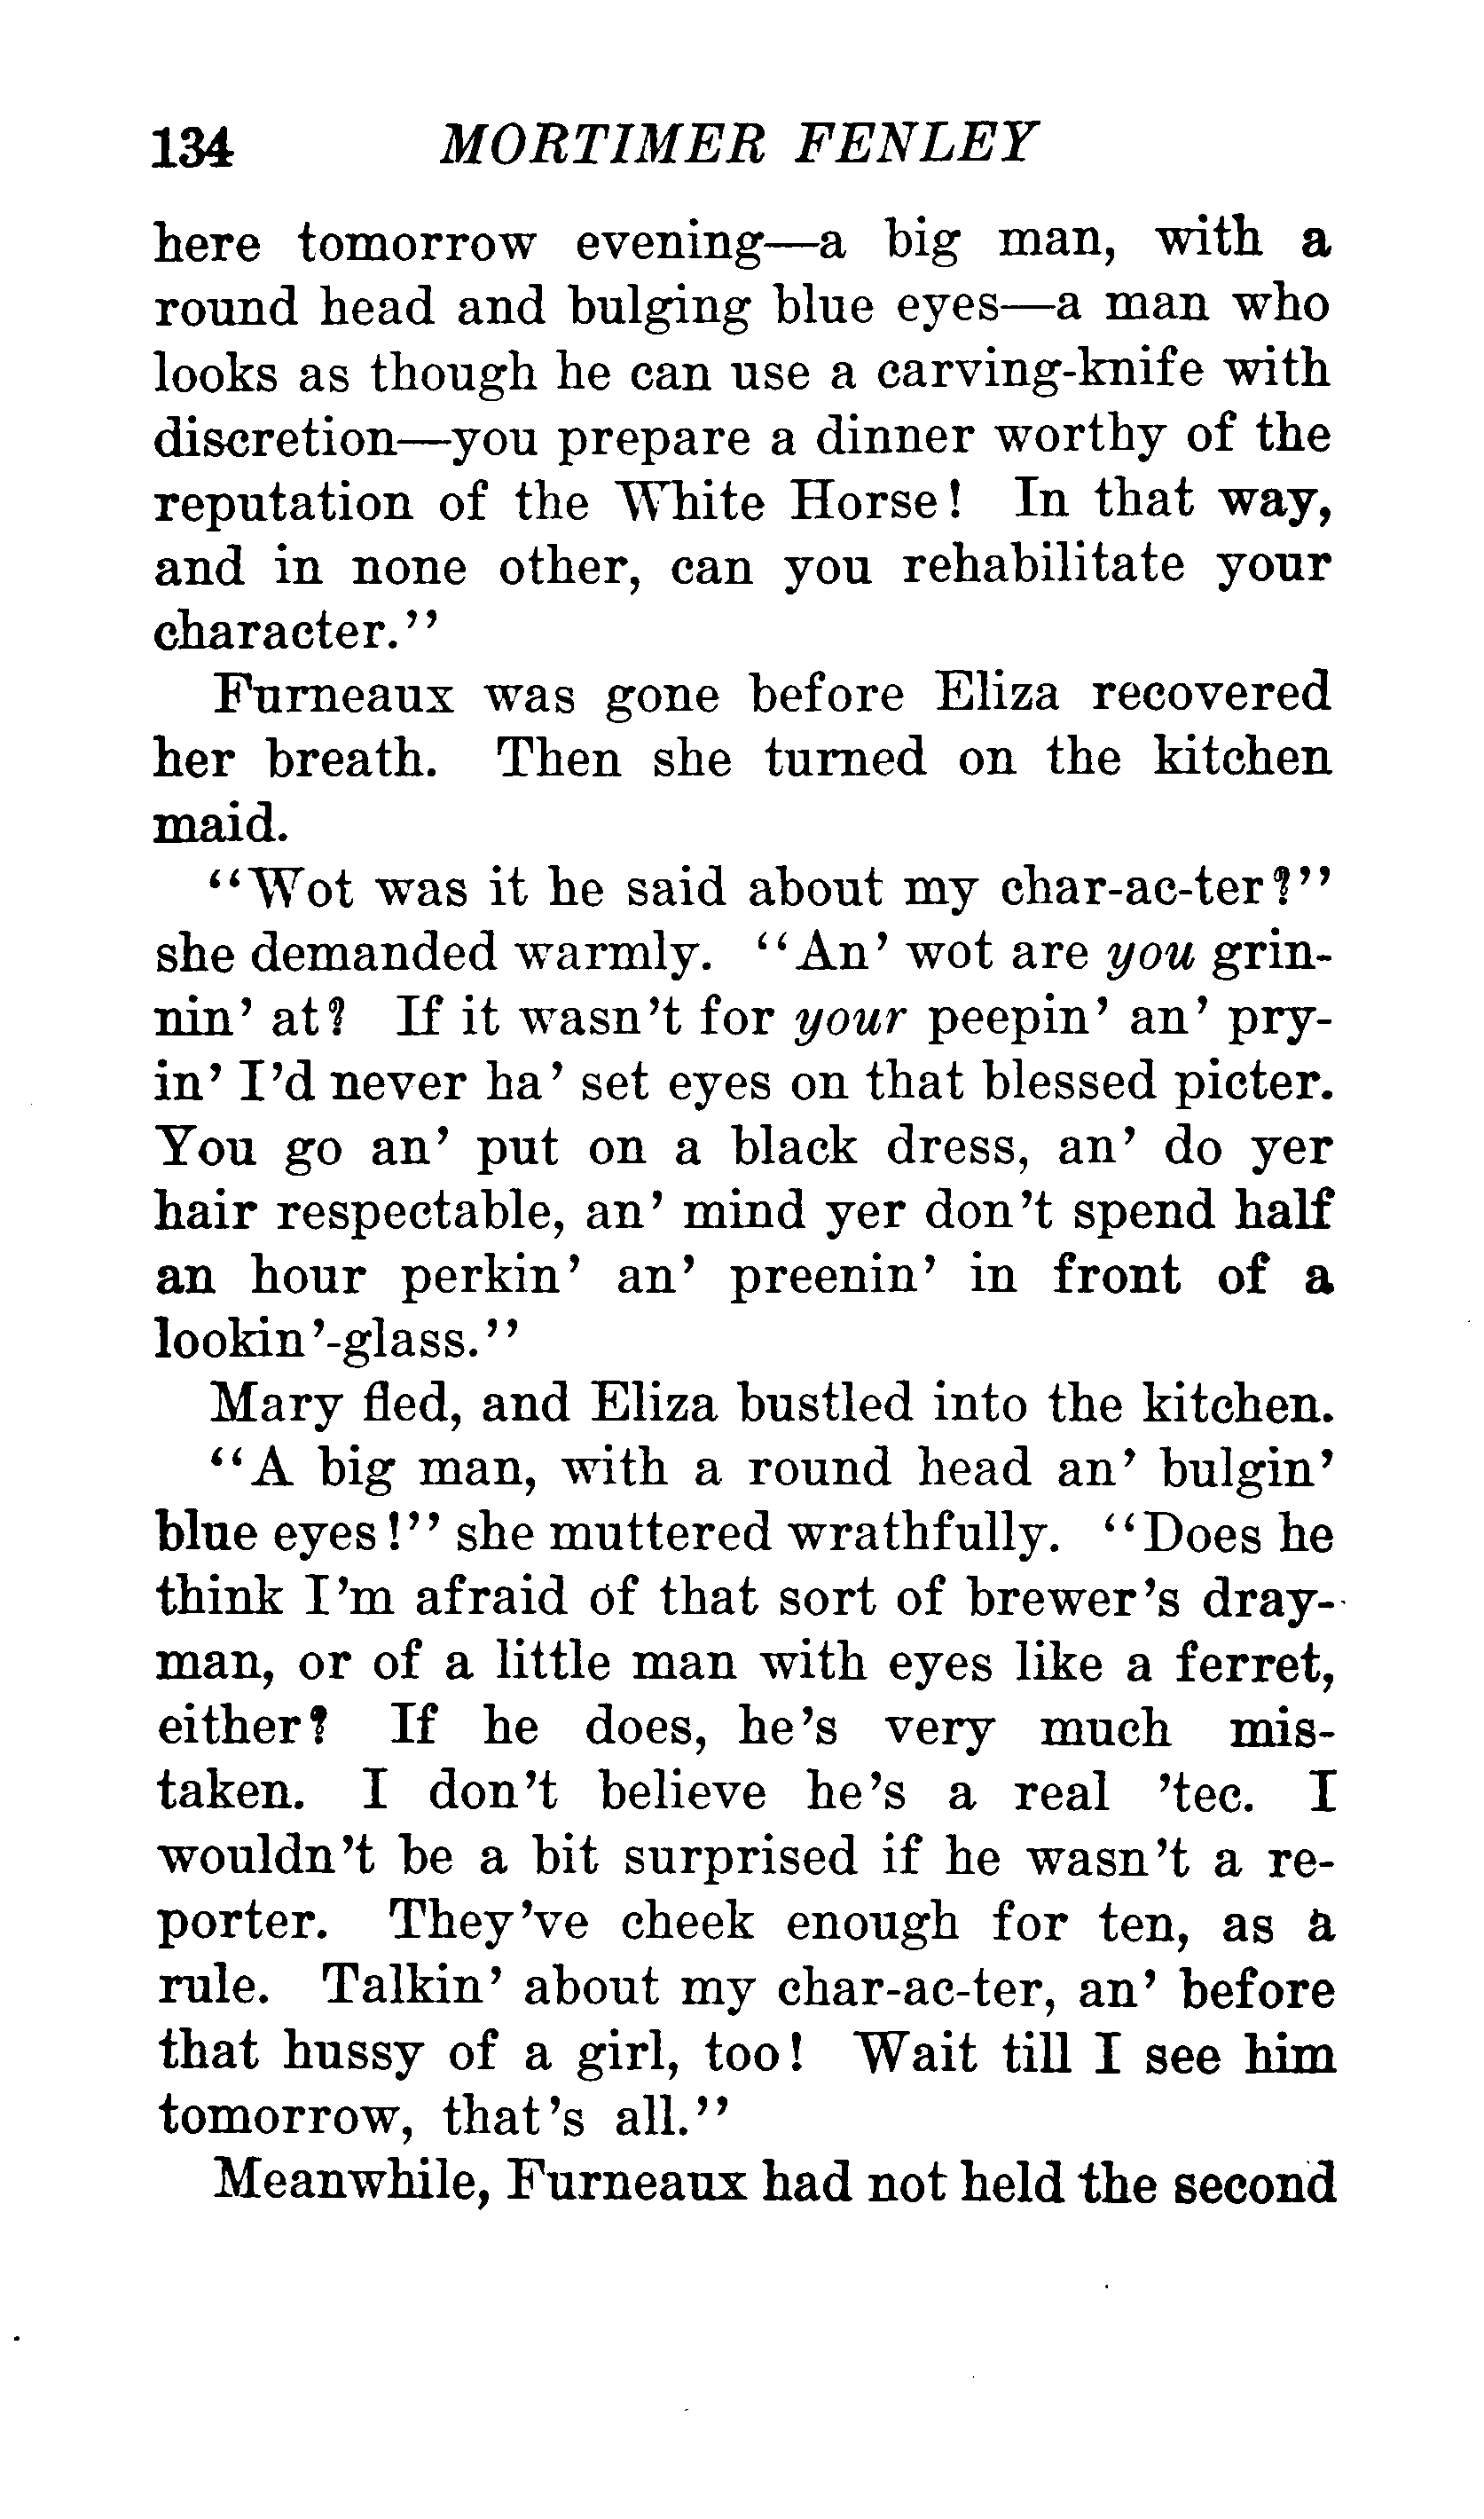 134 MORTIMER FENLEY
here tomorrow evening—a big man, with a
round head and bulging blue eyes—a man who
looks as though he can use a carving-knife with
discretion—you prepare a dinner worthy of the
reputation of the White Horse! In that way,
and in none other, can you rehabilitate your
character.''
Furneaux was gone before Eliza recovered
her breath. Then she turned on the kitchen
maid.
‘‘Wot was it he said about my char-ac-ter?’’
she demanded warmly. ‘‘An’ wot are you grin-
nin’ at? If it wasn’t for your peepin’ an’ pry-
in’ I’d never ha’ set eyes on that blessed picter.
You go an’ put on a black dress, an’ do yer
hair respectable, an’ mind yer don’t spend half
an hour perkin’ an’ preenin’ in front of a
lookin’-glass.’’
Mary fled, and Eliza bustled into the kitchen.
‘‘A big man, with a round head an’ bulgin’
blue eyes!’’ she muttered wrathfully. ‘‘Does he
think I’m afraid of that sort of brewer’s dray-
man, or of a little man with eyes like a ferret,
either? If he does, he’s very much mis-
taken. I don’t believe he’s a real ’tec. I
wouldn’t be a bit surprised if he wasn’t a re-
porter. They’ve cheek enough for ten, as a
rule. Talkin’ about my char-ac-ter, an’ before
that hussy of a girl, too! Wait till I see him
tomorrow, that’s all.’’
Meanwhile, Furneaux had not held the second